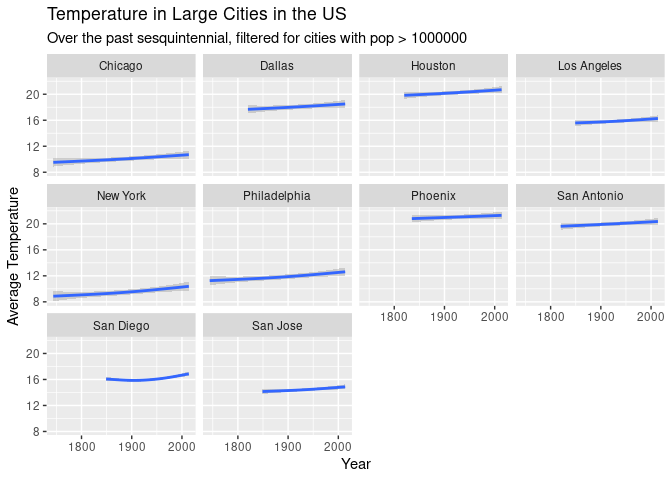 Temperature in Large Cities in the US
Over the past sesquintennial, filtered for cities with pop > 1000000
Chicago Dallas Houston Los Angeles
20
16
12
8
New York Philadelphia Phoenix San Antonio
20
16
12
8
1800 1900 2000 1800 1900 2000
San Diego San Jose
20
16
12
8
1800 1900 2000 1800 1900 2000
Average Temperature
Year